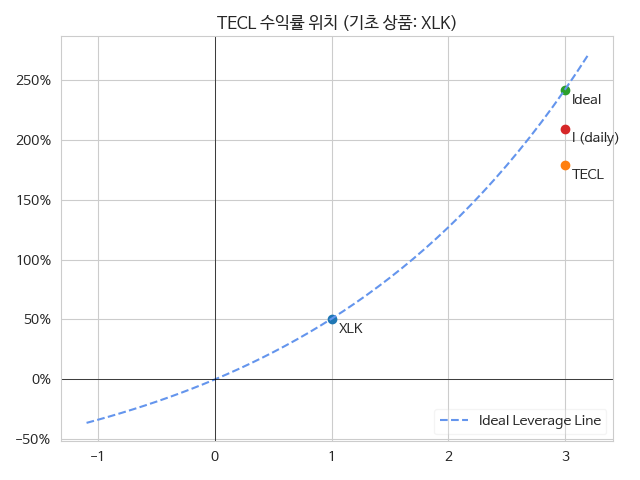 TECL 수익률 위치 (기초 상품: XLK)
250%
200%
150%
100%
50%
0%
−50%
Ideal
I (daily)
TECL
XLK
Ideal Leverage Line
−1
0
1
2
3